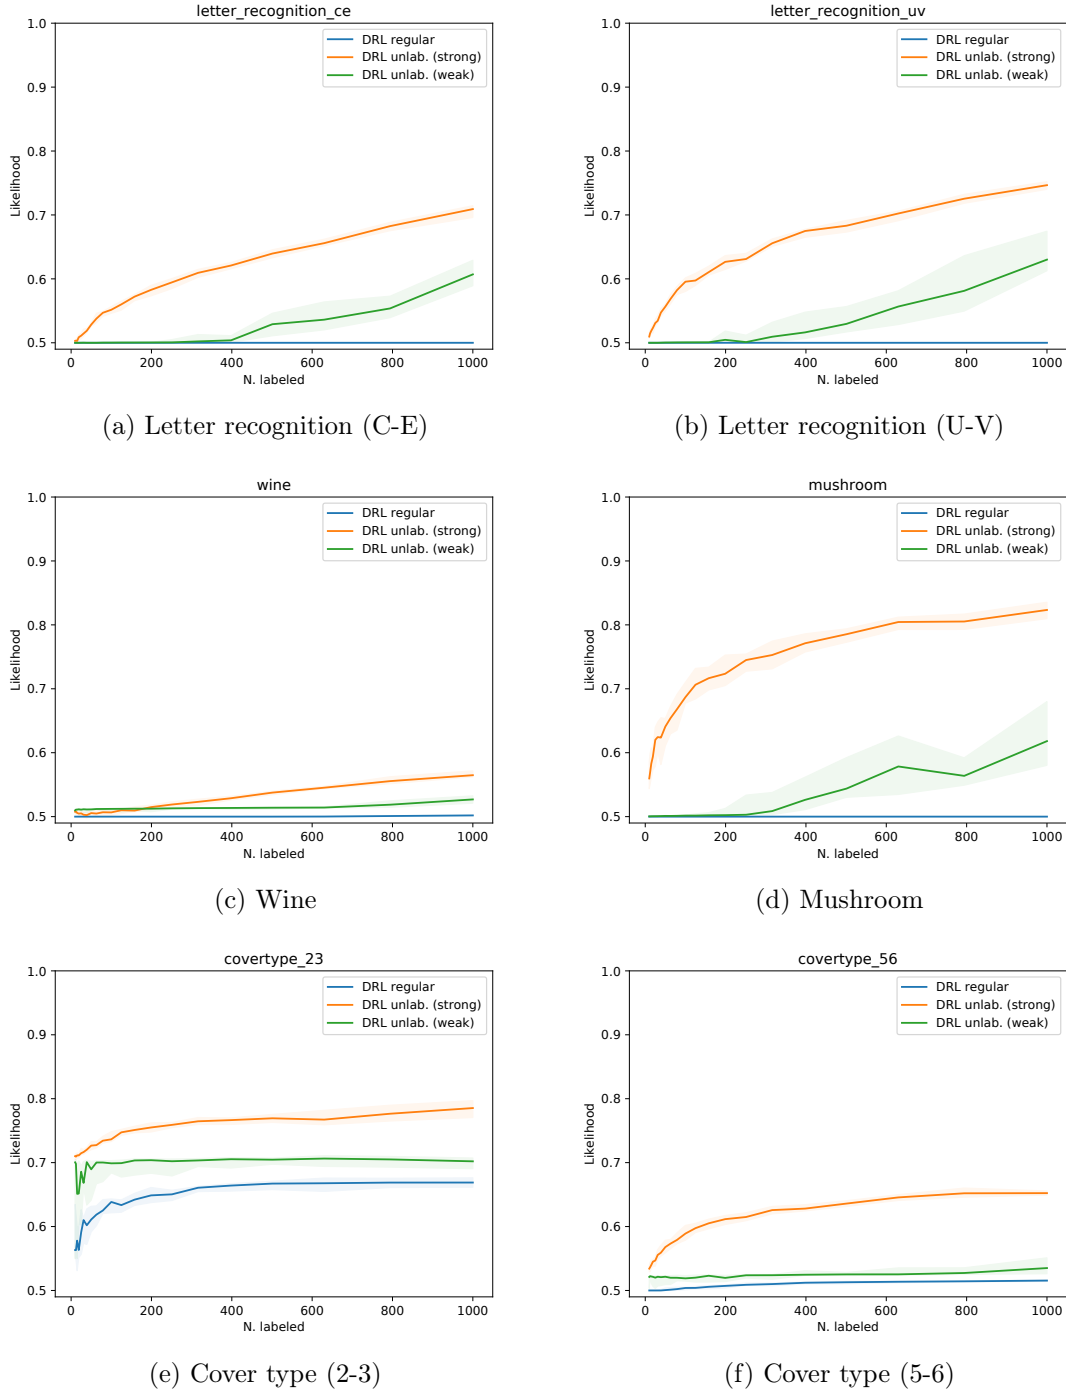 letter_recognition_ce
1.0
0.9
0.8
0.7
0.6
0.5
Likelihood
0 200 400 600 800 1000
N. labeled
DRL regular
DRL unlab. (strong)
DRL unlab. (weak)
(a) Letter recognition (C-E)
letter_recognition_uv
1.0
0.9
0.8
0.7
0.6
0.5
Likelihood
0 200 400 600 800 1000
N. labeled
DRL regular
DRL unlab. (strong)
DRL unlab. (weak)
(b) Letter recognition (U-V)
wine
1.0
0.9
0.8
0.7
0.6
0.5
Likelihood
0 200 400 600 800 1000
N. labeled
DRL regular
DRL unlab. (strong)
DRL unlab. (weak)
(c) Wine
mushroom
1.0
0.9
0.8
0.7
0.6
0.5
Likelihood
0 200 400 600 800 1000
N. labeled
DRL regular
DRL unlab. (strong)
DRL unlab. (weak)
(d) Mushroom
covertype_23
1.0
0.9
0.8
0.7
0.6
0.5
Likelihood
0 200 400 600 800 1000
N. labeled
DRL regular
DRL unlab. (strong)
DRL unlab. (weak)
(e) Cover type (2-3)
covertype_56
1.0
0.9
0.8
0.7
0.6
0.5
Likelihood
0 200 400 600 800 1000
N. labeled
DRL regular
DRL unlab. (strong)
DRL unlab. (weak)
(f) Cover type (5-6)